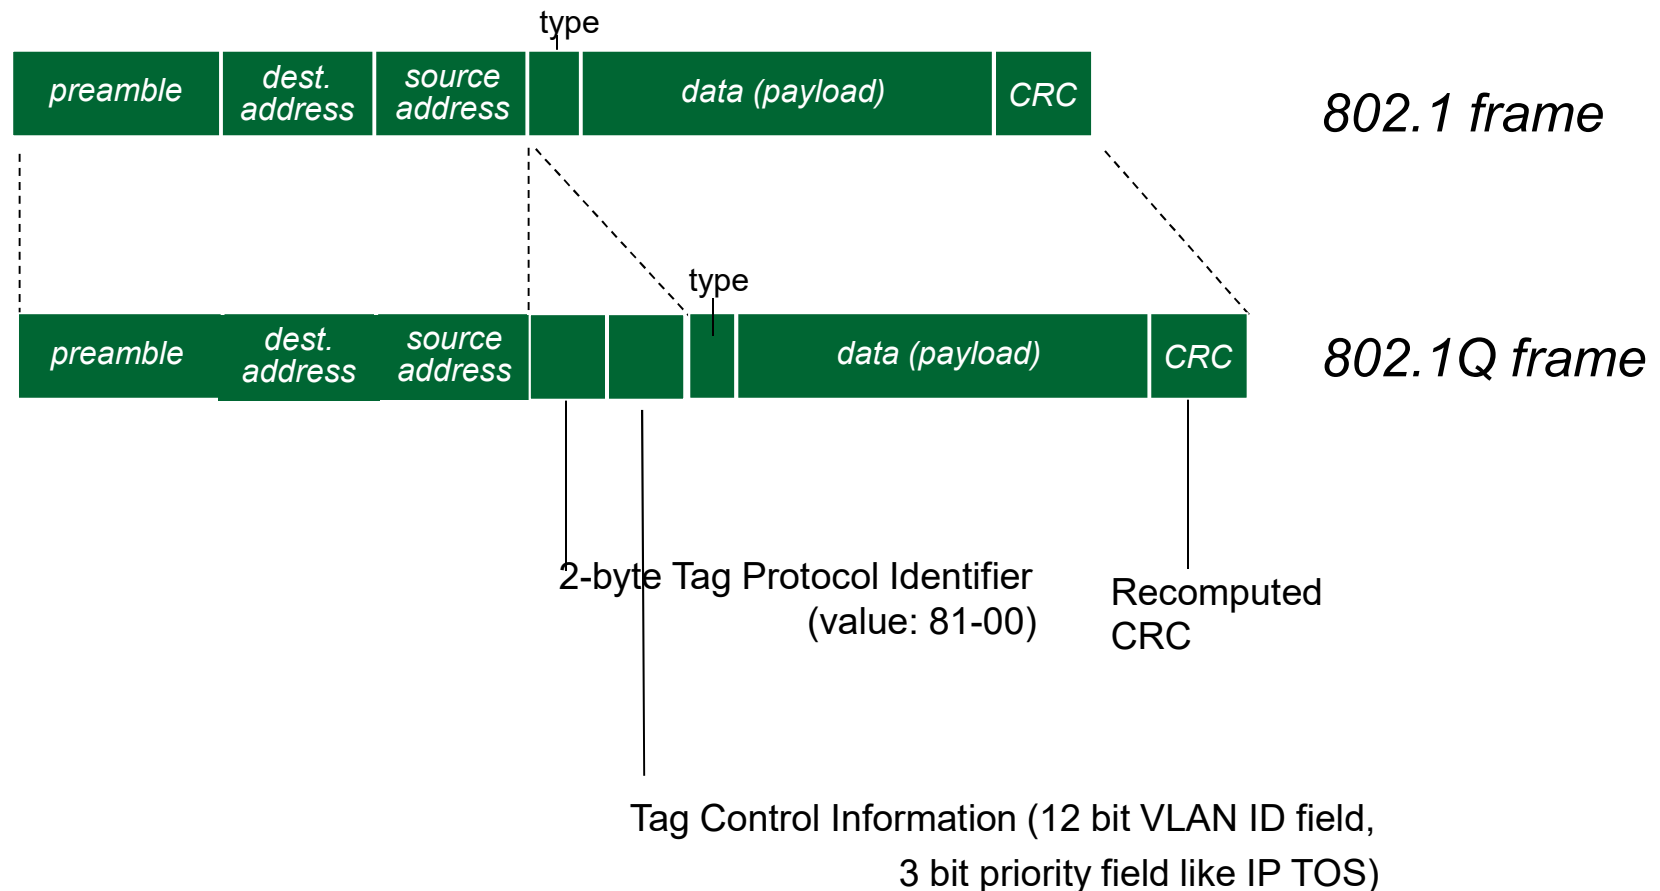 type
preamble
dest.
address
source
address
data (payload)
CRC
802.1 frame
type
preamble
dest.
address
source
address
data (payload)
CRC
802.1Q frame
2-byte Tag Protocol Identifier
(value: 81-00)
Recomputed
CRC
Tag Control Information (12 bit VLAN ID field,
3 bit priority field like IP TOS)